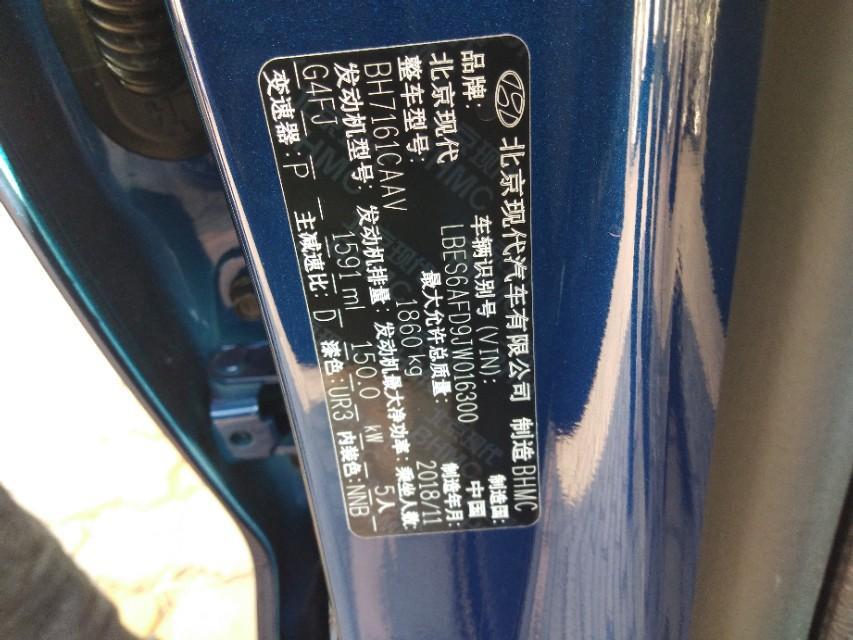 北京现代汽车有限公司 制造 BHMC
品牌: 车辆识别号(VIN): 制造国:
北京现代 LBES6AFD9JW016300 中国
整车型号: 最大允许总质量: 制造年月:
BH7161CAAV 1860 kg 2018/11
发动机型号: 发动机排量: 发动机最大净功率: 乘坐人数:
G4FJ 1591 ml 150.0 kW 5人
变速器: P 主减速比: D 漆色: UR3 内装色: NNB